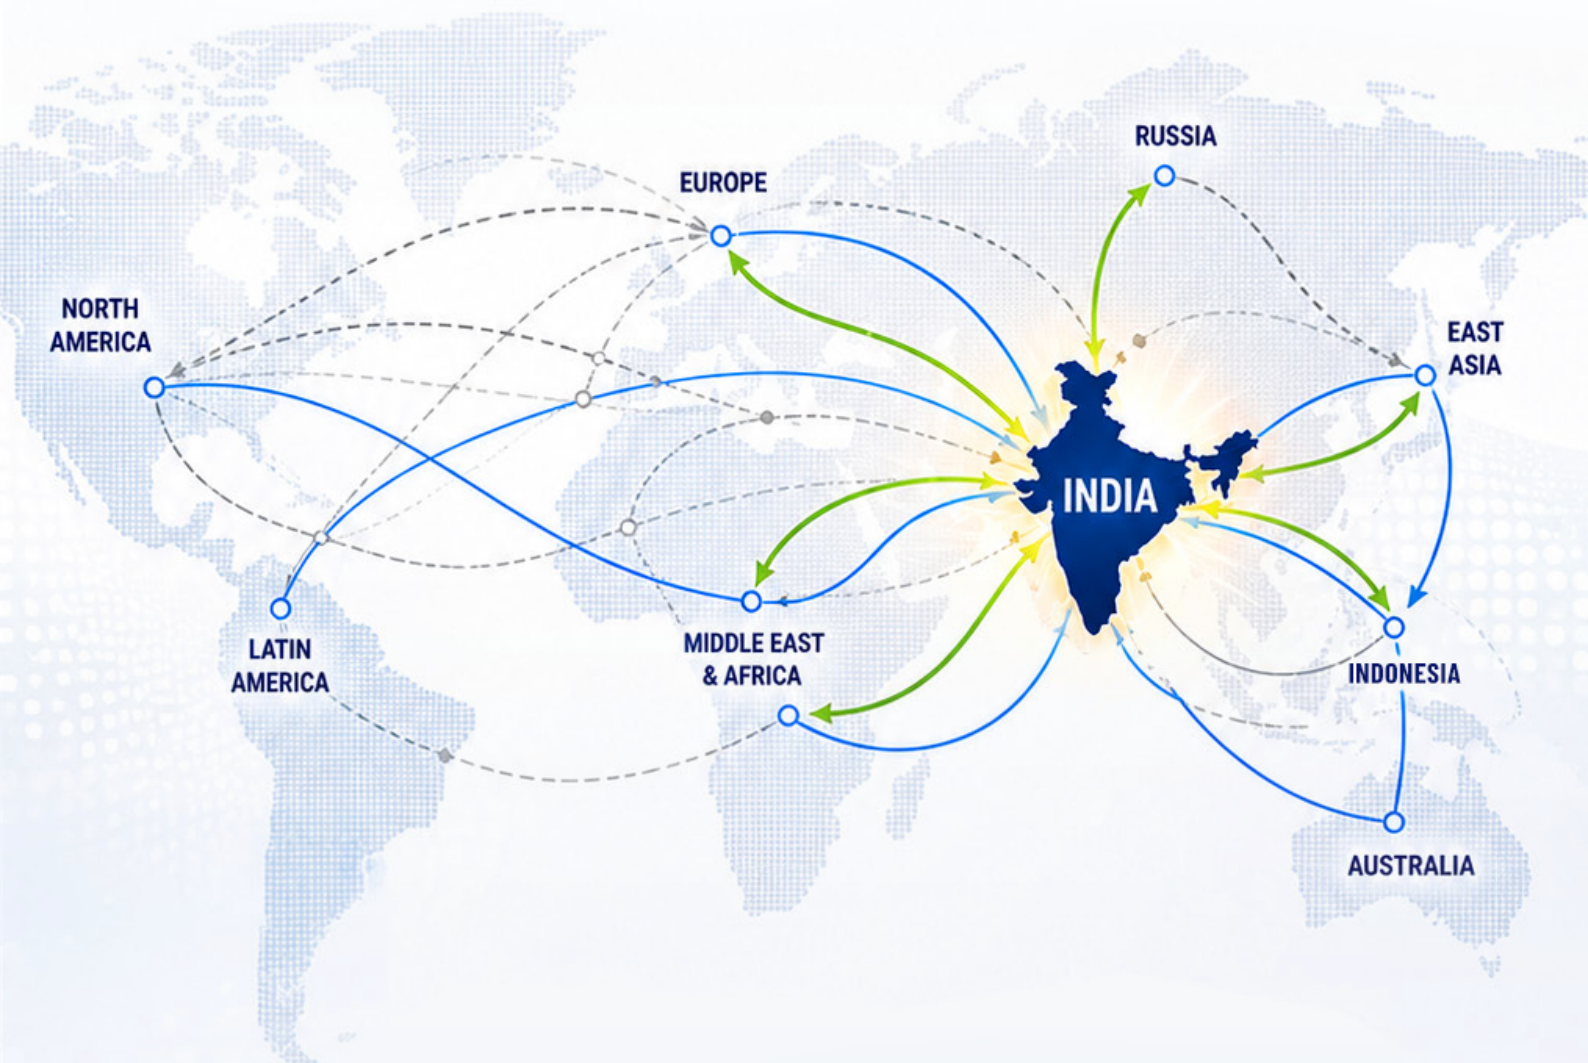 RUSSIA
EUROPE
NORTH
AMERICA
EAST
ASIA
INDIA
LATIN
AMERICA
MIDDLE EAST
& AFRICA
INDONESIA
AUSTRALIA